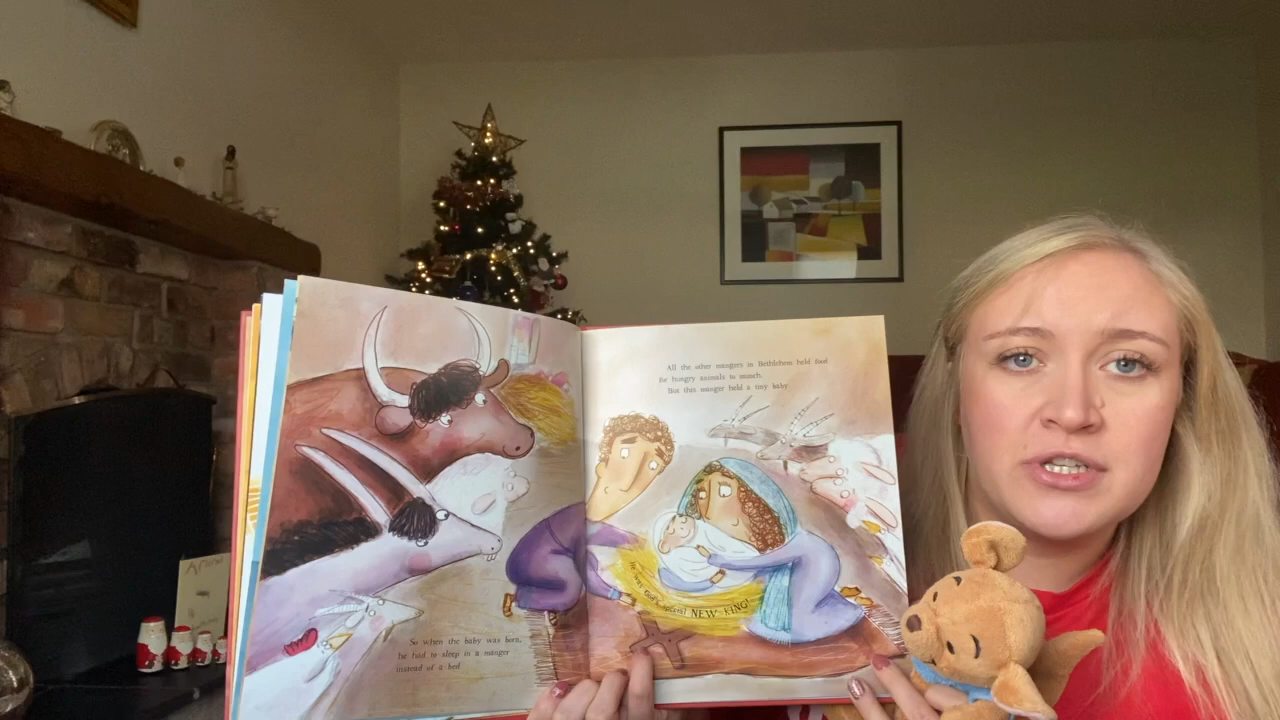 So when the baby was born,
he had to sleep in a manger
instead of a bed.
All the other mangers in Bethlehem held food
for hungry animals to munch.
But this manger held a tiny baby.
He was God's special NEW KING!